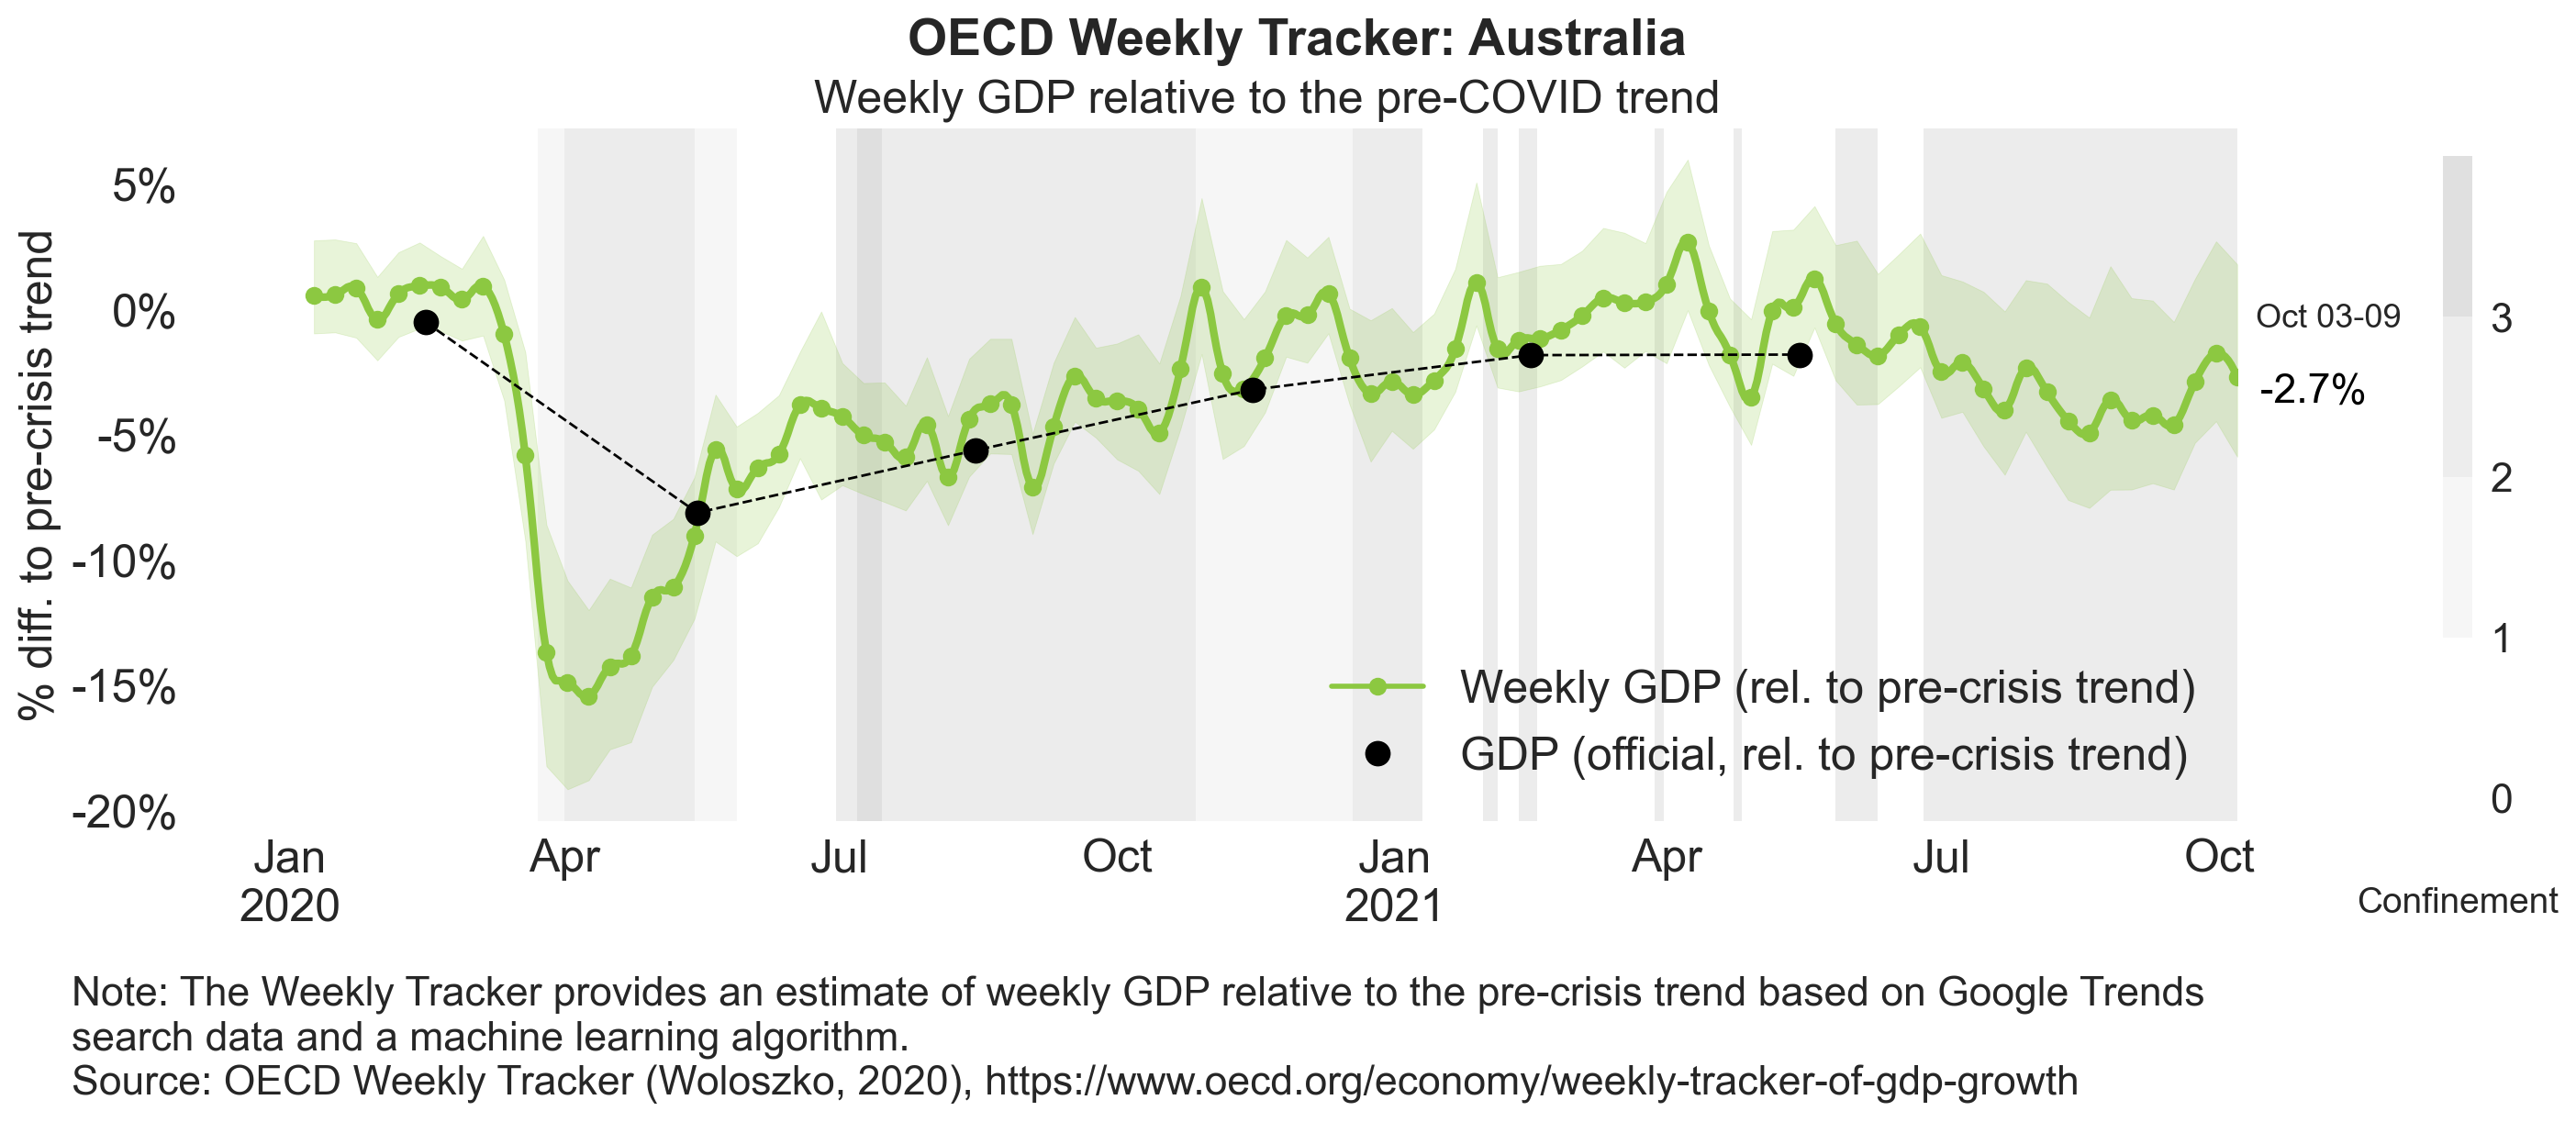 OECD Weekly Tracker: Australia
Weekly GDP relative to the pre-COVID trend
% diff. to pre-crisis trend
5%
0%
-5%
-10%
-15%
-20%
Jan
2020
Apr
Jul
Oct
Jan
2021
Apr
Jul
Oct
Oct 03-09
-2.7%
Weekly GDP (rel. to pre-crisis trend)
GDP (official, rel. to pre-crisis trend)
3
2
1
0
Confinement
Note: The Weekly Tracker provides an estimate of weekly GDP relative to the pre-crisis trend based on Google Trends
search data and a machine learning algorithm.
Source: OECD Weekly Tracker (Woloszko, 2020), https://www.oecd.org/economy/weekly-tracker-of-gdp-growth